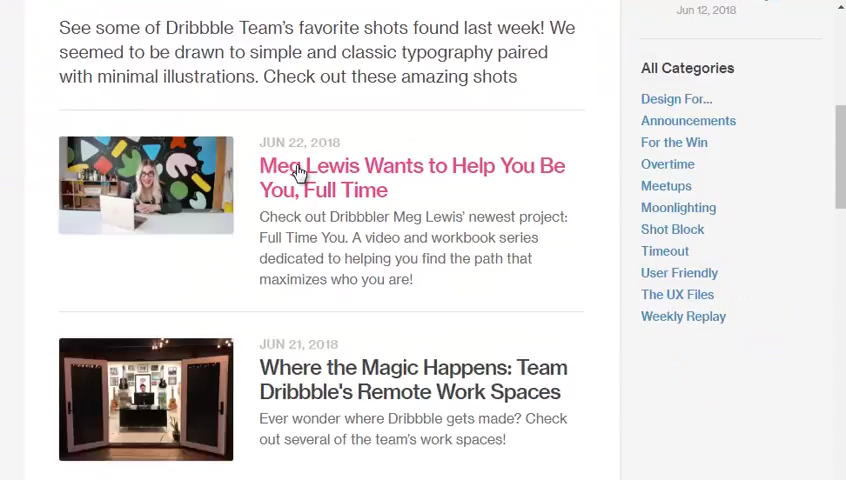 See some of Dribbble Team's favorite shots found last week! We
seemed to be drawn to simple and classic typography paired
with minimal illustrations. Check out these amazing shots
JUN 22, 2018
Meg Lewis Wants to Help You Be
You, Full Time
Check out Dribbbler Meg Lewis' newest project:
Full Time You. A video and workbook series
dedicated to helping you find the path that
maximizes who you are!
JUN 21, 2018
Where the Magic Happens: Team
Dribbble's Remote Work Spaces
Ever wonder where Dribbble gets made? Check
out several of the team's work spaces!
Jun 12, 2018
All Categories
Design For...
Announcements
For the Win
Overtime
Meetups
Moonlighting
Shot Block
Timeout
User Friendly
The UX Files
Weekly Replay